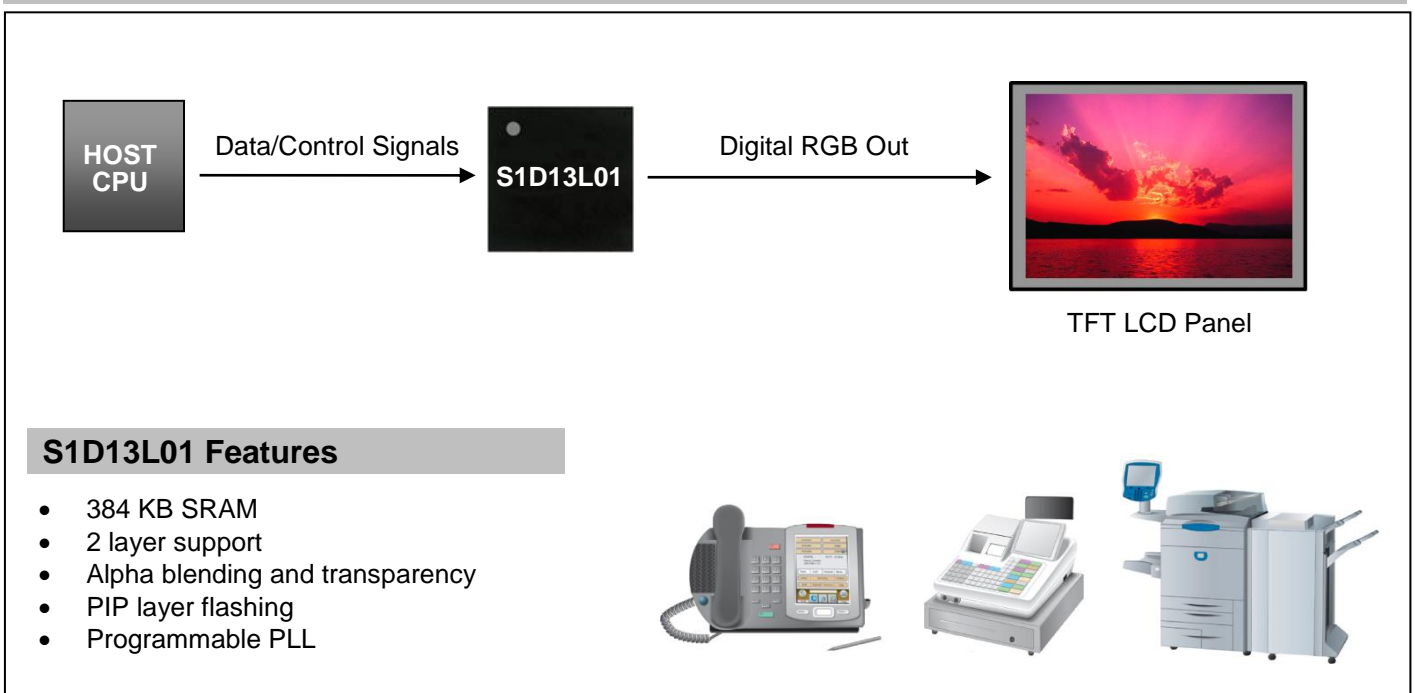 HOST
CPU
Data/Control Signals
S1D13L01
Digital RGB Out
TFT LCD Panel
S1D13L01 Features
• 384 KB SRAM
• 2 layer support
• Alpha blending and transparency
• PIP layer flashing
• Programmable PLL